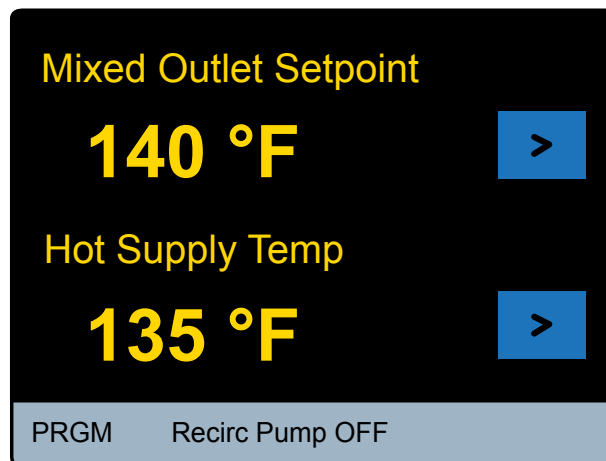 Mixed Outlet Setpoint
140 °F
>
Hot Supply Temp
135 °F
>
PRGM Recirc Pump OFF